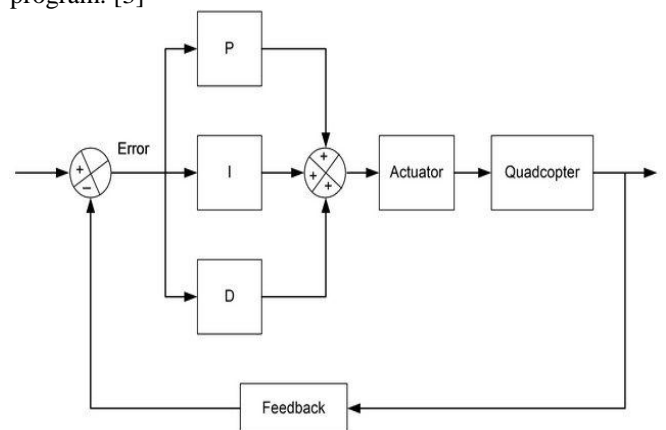 program. [5]
P
Error
+
−
I
+
+
+
Actuator
Quadcopter
D
Feedback